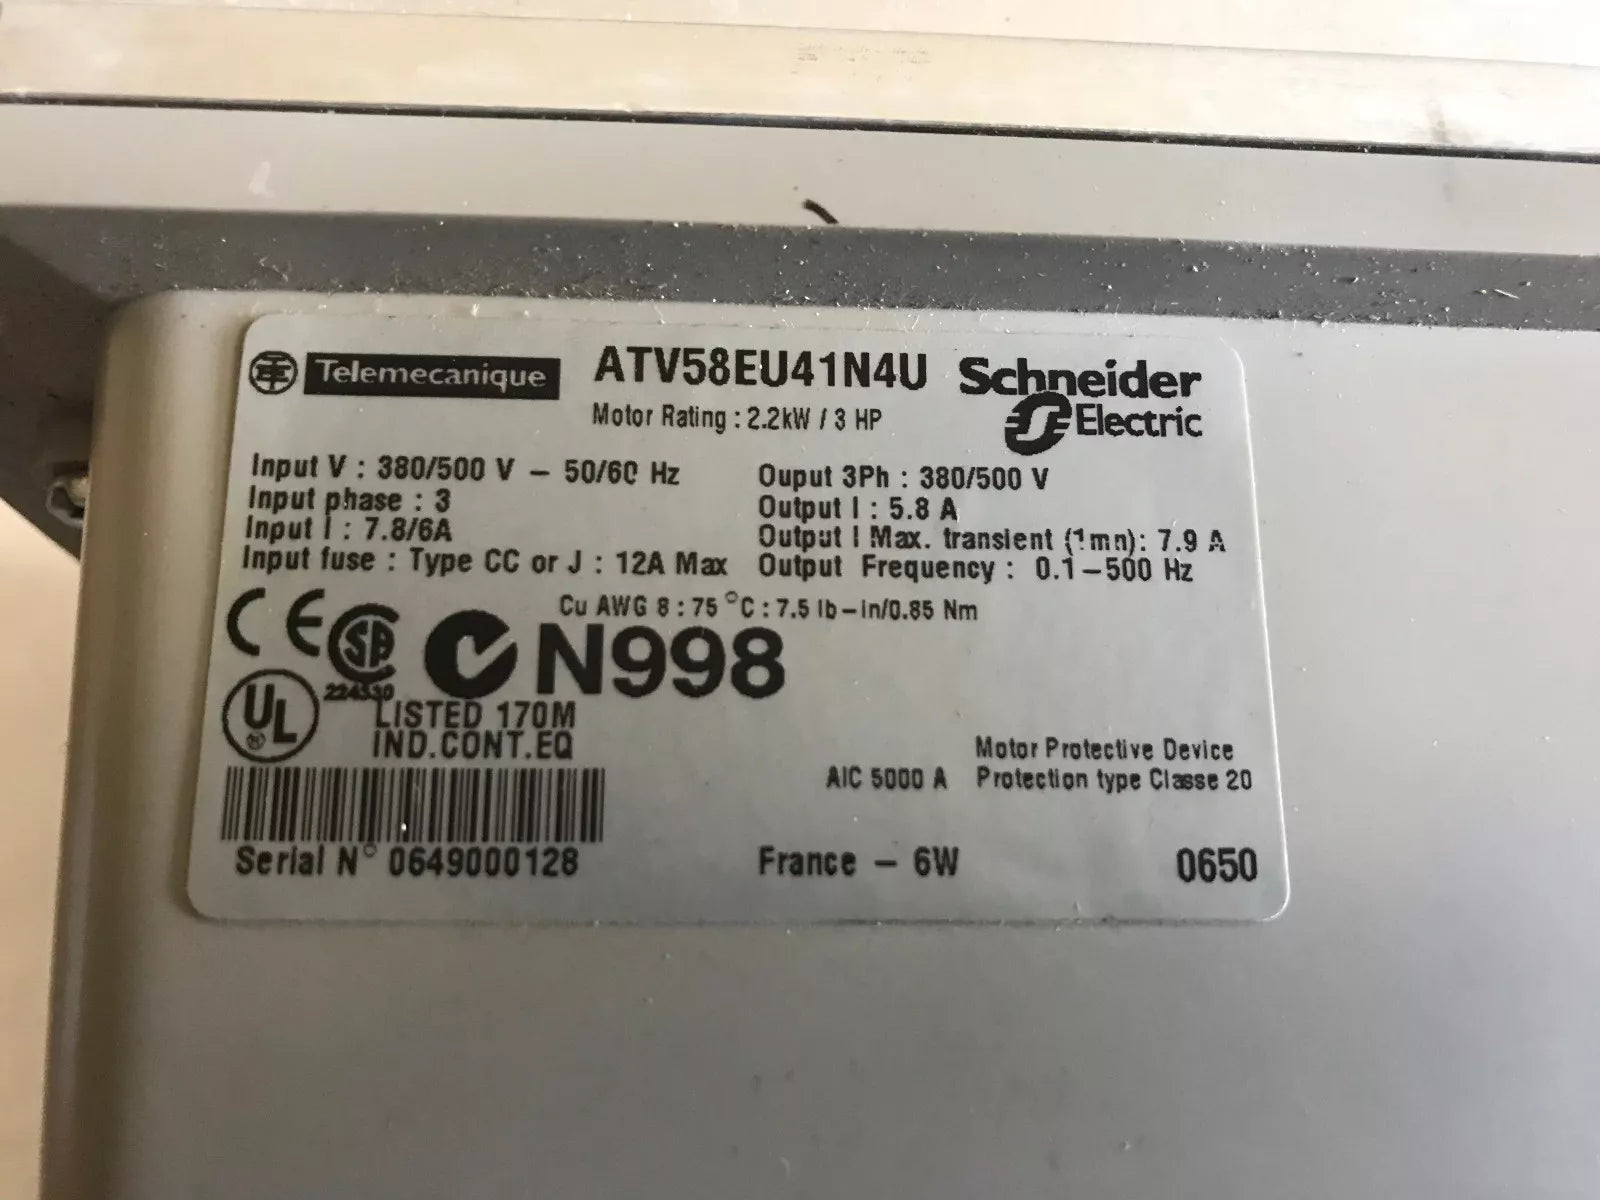 Telemecanique ATV58EU41N4U Schneider Electric
Motor Rating : 2.2kW / 3 HP
Input V : 380/500 V – 50/60 Hz Ouput 3Ph : 380/500 V
Input phase : 3 Output I : 5.8 A
Input I : 7.8/6A Output I Max. transient (1mn): 7.9 A
Input fuse : Type CC or J : 12A Max Output Frequency : 0.1–500 Hz
Cu AWG 8 : 75 °C : 7.5 lb–in/0.85 Nm
CE SA N998
224530
UL ® LISTED 170M
IND.CONT.EQ
Motor Protective Device
AIC 5000 A Protection type Classe 20
Serial N° 0649000128 France – 6W 0650